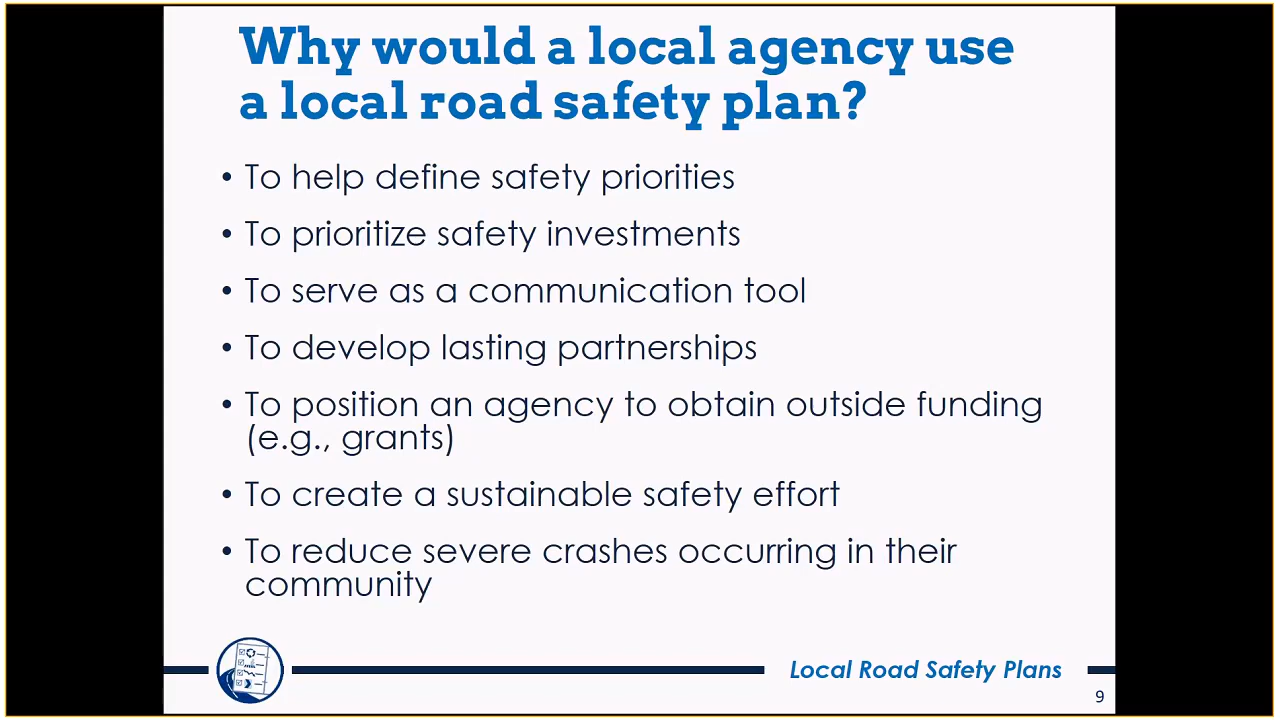 Why would a local agency use
a local road safety plan?
• To help define safety priorities
• To prioritize safety investments
• To serve as a communication tool
• To develop lasting partnerships
• To position an agency to obtain outside funding
(e.g., grants)
• To create a sustainable safety effort
• To reduce severe crashes occurring in their
community
Local Road Safety Plans
9